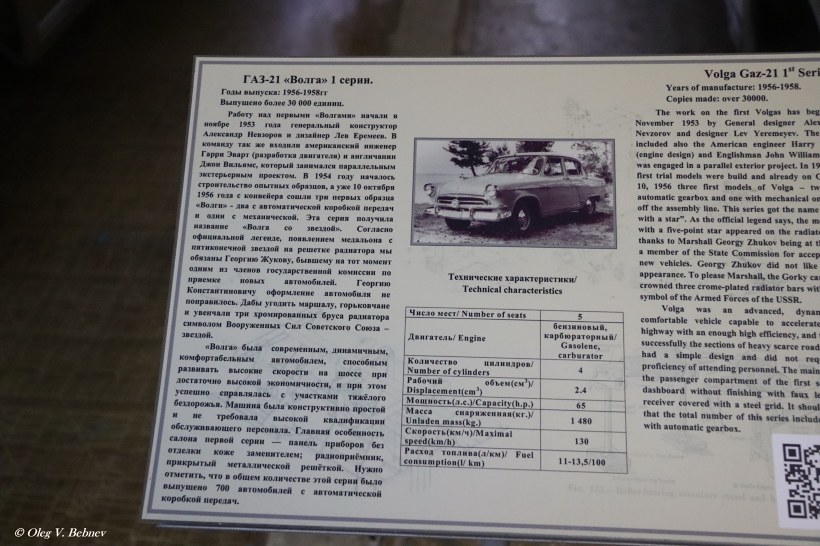 ГАЗ-21 «Волга» 1 серии.
Годы выпуска: 1956-1958гг
Выпущено более 30 000 единиц.
Работу над первыми «Волгами» начали в
ноябре 1953 года генеральный конструктор
Александр Невзоров и дизайнер Лев Еремеев. В
команду так же входили американский инженер
Гарри Эварт (разработка двигателя) и англичанин
Джон Вильямс, который занимался параллельным
экстерьерным проектом. В 1954 году началось
строительство опытных образцов, а уже 10 октября
1956 года с конвейера сошли три первых образца
«Волги» - два с автоматической коробкой передач
и один с механической. Эта серия получила
название «Волга со звездой». Согласно
официальной легенде, появлением медальона с
пятиконечной звездой на решетке радиатора мы
обязаны Георгию Жукову, бывшему на тот момент
одним из членов государственной комиссии по
приемке новых автомобилей. Георгию
Константиновичу оформление автомобиля не
понравилось. Дабы угодить маршалу, горьковчане
и увенчали три хромированных бруса радиатора
символом Вооруженных Сил Советского Союза –
звездой.
«Волга» была современным, динамичным,
комфортабельным автомобилем, способным
развивать высокие скорости на шоссе при
достаточно высокой экономичности, и при этом
успешно справлялась с участками тяжёлого
бездорожья. Машина была конструктивно простой
и не требовала высокой квалификации
обслуживающего персонала. Главная особенность
салона первой серии — панель приборов без
отделки коже заменителем; радиоприёмник,
прикрытый металлической решёткой. Нужно
отметить, что в общем количестве этой серии было
выпущено 700 автомобилей с автоматической
коробкой передач.
Технические характеристики/
Technical characteristics
Число мест/ Number of seats 5
Двигатель/ Engine бензиновый, карбюраторный/ Gasolene, carburator
Количество цилиндров/ Number of cylinders 4
Рабочий объем(см³)/ Displacement(cm³) 2.4
Мощность(л.с.)/Capacity(h.p.) 65
Масса снаряженная(кг.)/ Unladen mass(kg.) 1 480
Скорость(км/ч)/Maximal speed(km/h) 130
Расход топлива(л/км)/ Fuel consumption(l/ km) 11-13,5/100
Volga Gaz-21 1st Seri
Years of manufacture: 1956-1958.
Copies made: over 30000.
The work on the first Volgas has beg
November 1953 by General designer Alex
Nevzorov and designer Lev Yeremeyev. The
included also the American engineer Harry
(engine design) and Englishman John William
was engaged in a parallel exterior project. In 19
first trial models were build and already on O
10, 1956 three first models of Volga – tw
automatic gearbox and one with mechanical on
off the assembly line. This series got the name
with a star". As the official legend says, the m
with a five-point star appeared on the radiat
thanks to Marshall Georgy Zhukov being at th
a member of the State Commission for accep
new vehicles. Georgy Zhukov did not like
appearance. To please Marshall, the Gorky car
crowned three crome-plated radiator bars with
symbol of the Armed Forces of the USSR.
Volga was an advanced, dynam
comfortable vehicle capable to accelerate
highway with an enough high efficiency, and
successfully the sections of heavy scarce road
had a simple design and did not requ
proficiency of attending personnel. The main
the passenger compartment of the first s
dashboard without finishing with faux le
receiver covered with a steel grid. It should
that the total number of this series include
with automatic gearbox.
© Oleg V. Bebnev